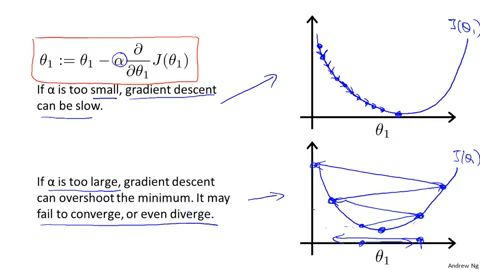 θ₁ := θ₁ − α ∂/∂θ₁ J(θ₁)
If α is too small, gradient descent
can be slow.
J(θ₁)
θ₁
If α is too large, gradient descent
can overshoot the minimum. It may
fail to converge, or even diverge.
J(θ₁)
θ₁
Andrew Ng